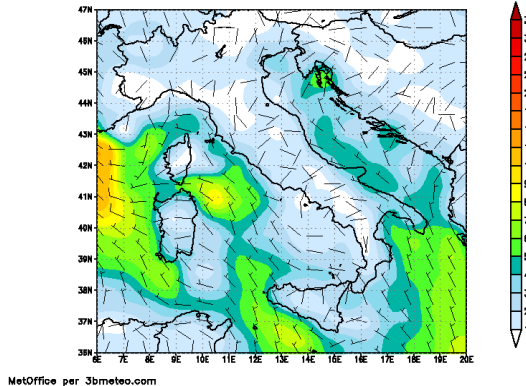 47N
46N
45N
44N
43N
42N
41N
40N
39N
38N
37N
36N
6E 7E 8E 9E 10E 11E 12E 13E 14E 15E 16E 17E 18E 19E 20E
MetOffice per 3bmeteo.com